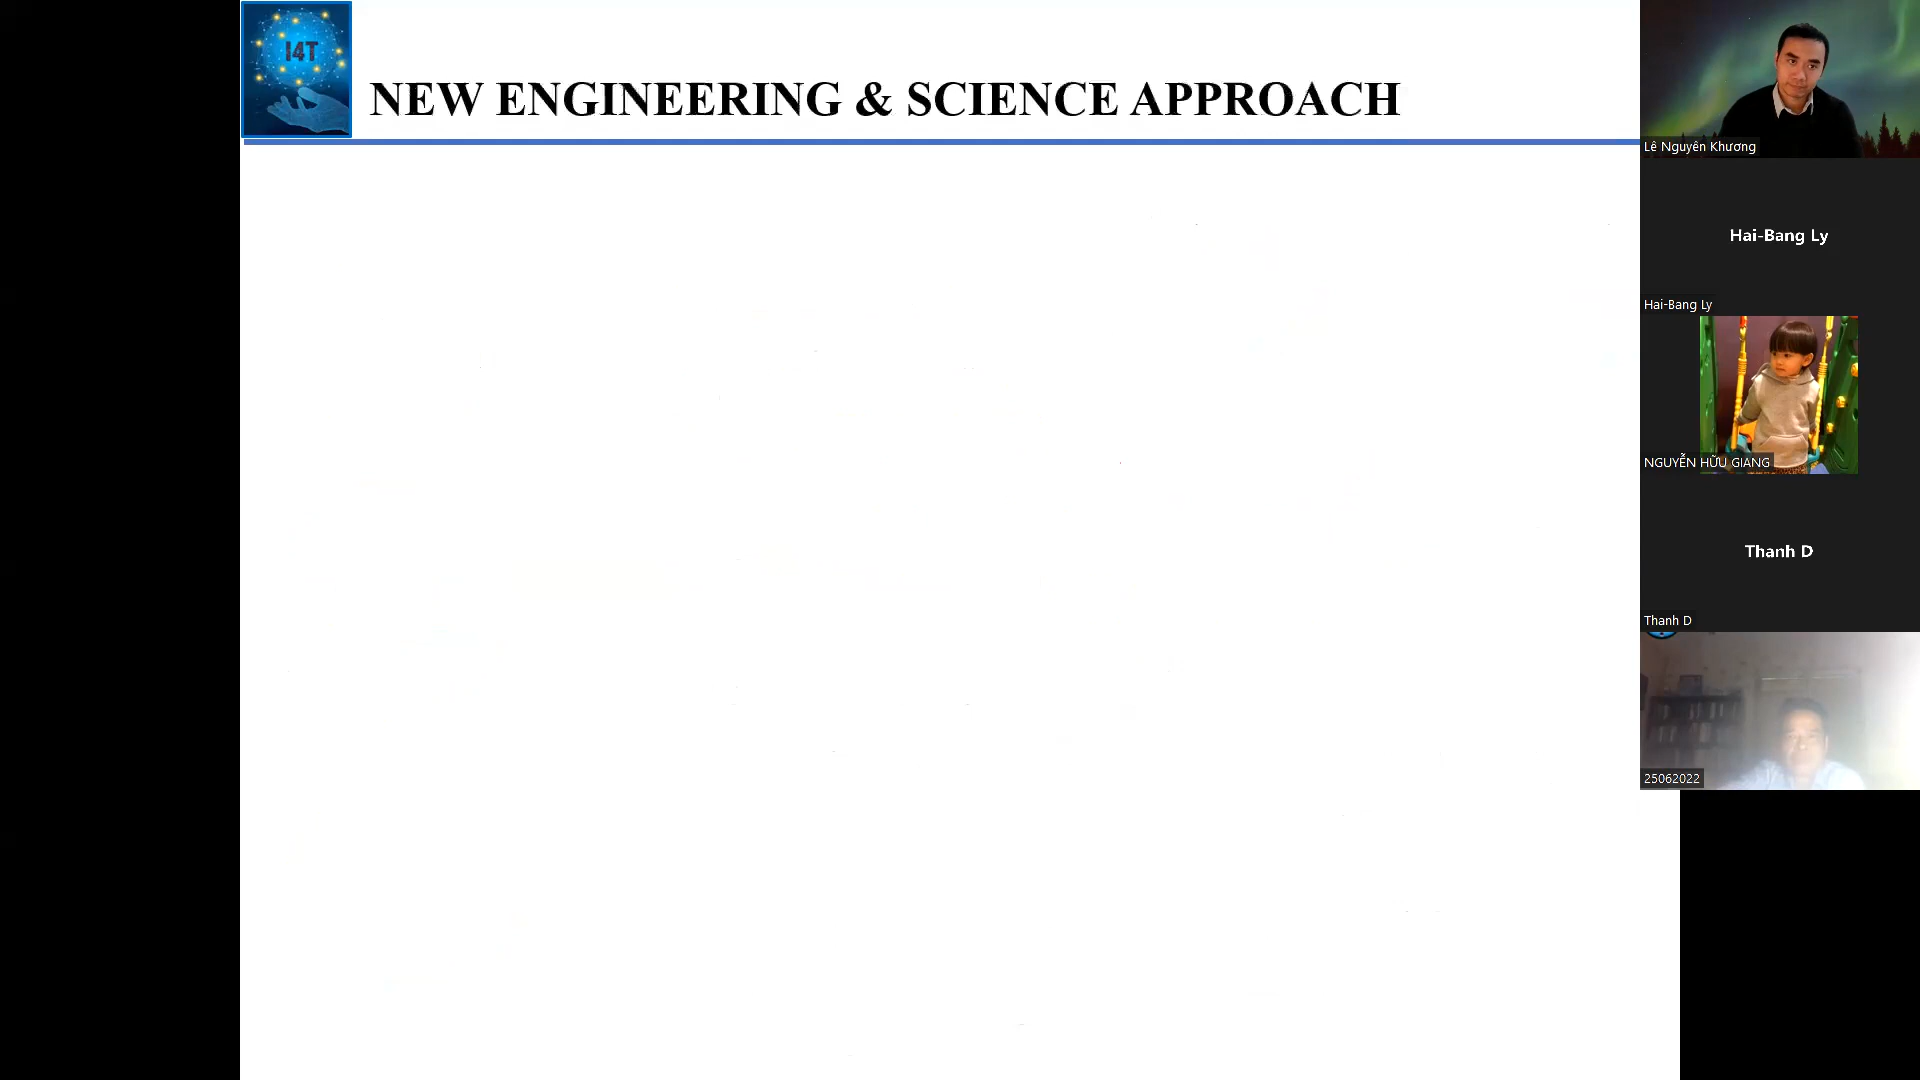 I4T
NEW ENGINEERING & SCIENCE APPROACH
Lê Nguyên Khương
Hai-Bang Ly
Hai-Bang Ly
NGUYỄN HỮU GIANG
Thanh D
Thanh D
25062022